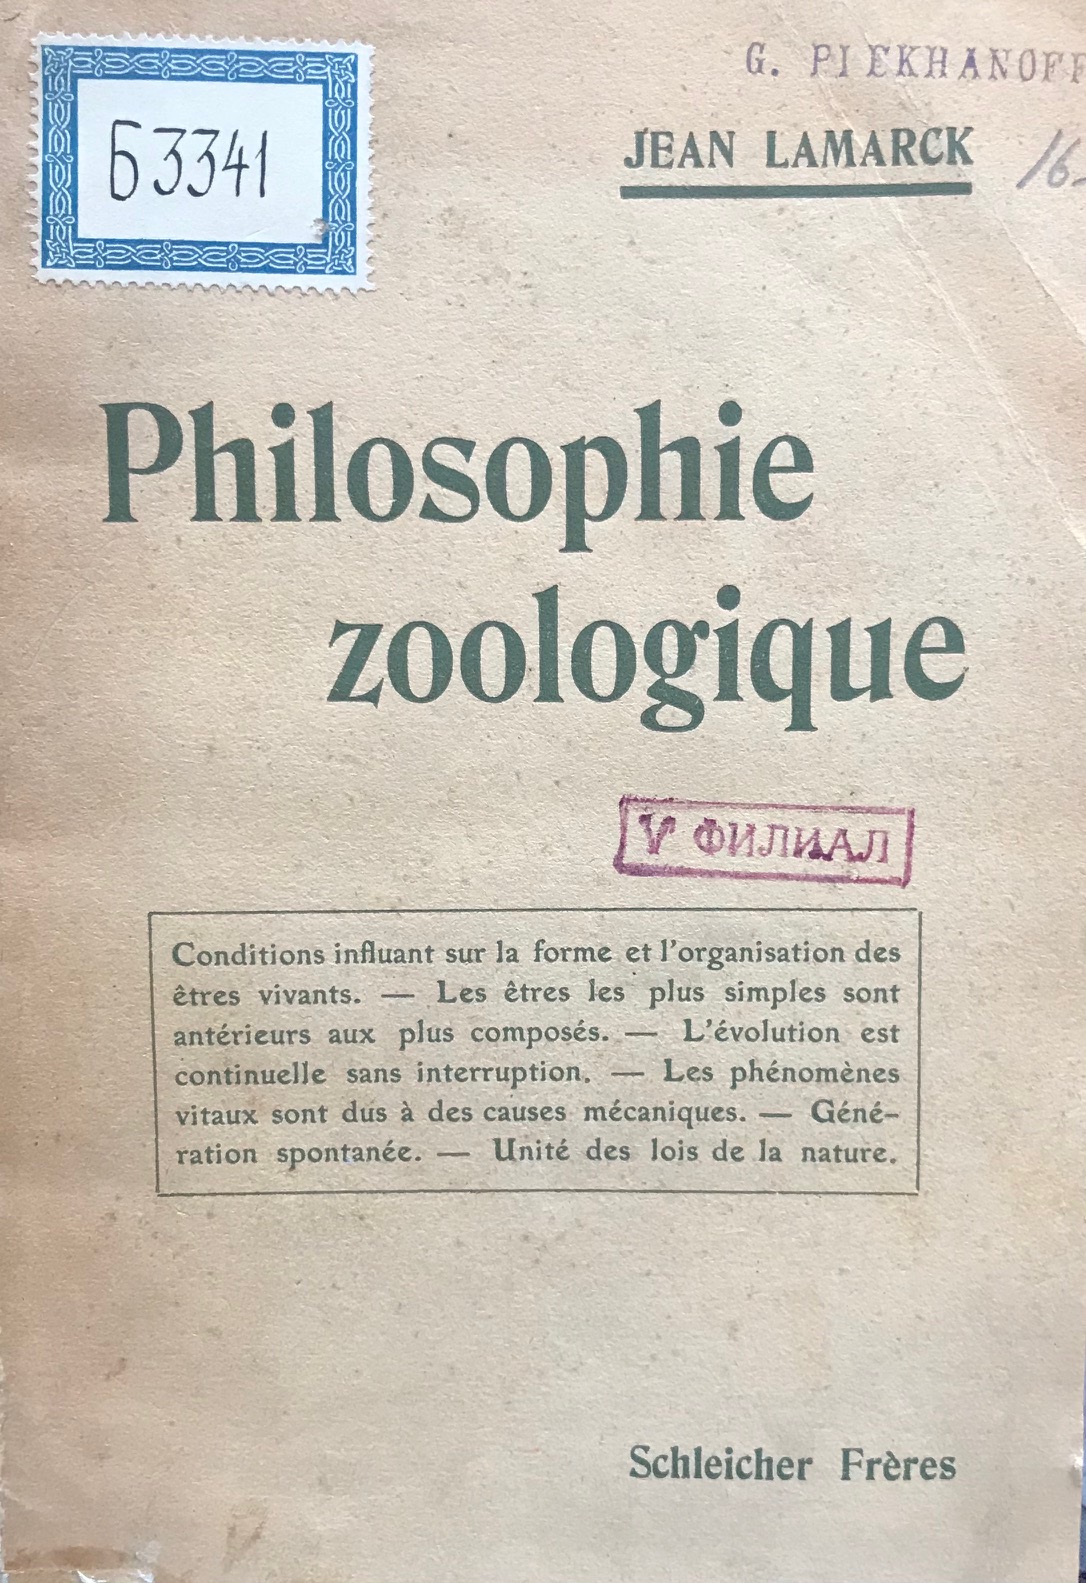 Б 3341
G. PLEKHANOFF
JEAN LAMARCK
16-
Philosophie
zoologique
V ФИЛИАЛ
Conditions influant sur la forme et l'organisation des
êtres vivants. — Les êtres les plus simples sont
antérieurs aux plus composés. — L'évolution est
continuelle sans interruption. — Les phénomènes
vitaux sont dus à des causes mécaniques. — Géné-
ration spontanée. — Unité des lois de la nature.
Schleicher Frères